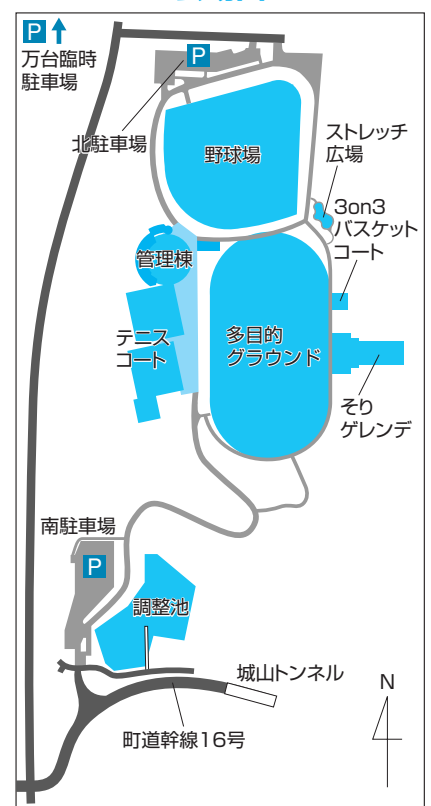 P
万台臨時
駐車場
P
北駐車場
野球場
ストレッチ
広場
3on3
バスケット
コート
管理棟
テニス
コート
多目的
グラウンド
そり
ゲレンデ
南駐車場
P
調整池
城山トンネル
N
町道幹線16号